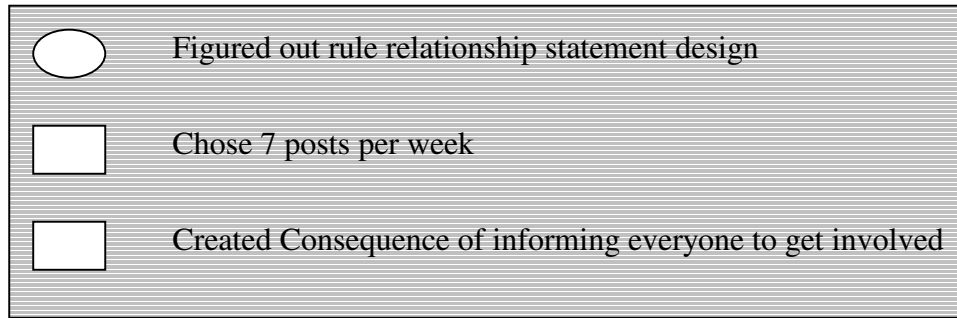 Figured out rule relationship statement design
Chose 7 posts per week
Created Consequence of informing everyone to get involved